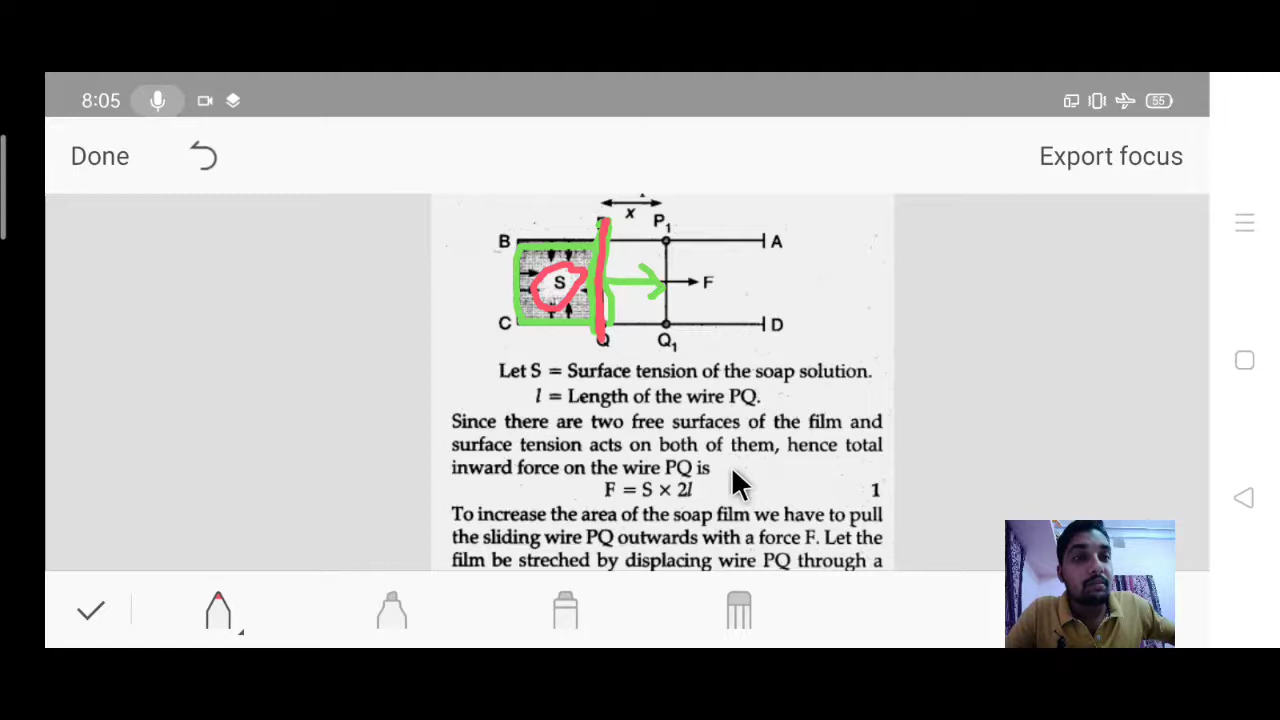 8:05
55
Done
Export focus
x
P₁
B
A
S
F
C
D
Q
Q₁
Let S = Surface tension of the soap solution.
l = Length of the wire PQ.
Since there are two free surfaces of the film and
surface tension acts on both of them, hence total
inward force on the wire PQ is
F = S × 2l 1
To increase the area of the soap film we have to pull
the sliding wire PQ outwards with a force F. Let the
film be streched by displacing wire PQ through a